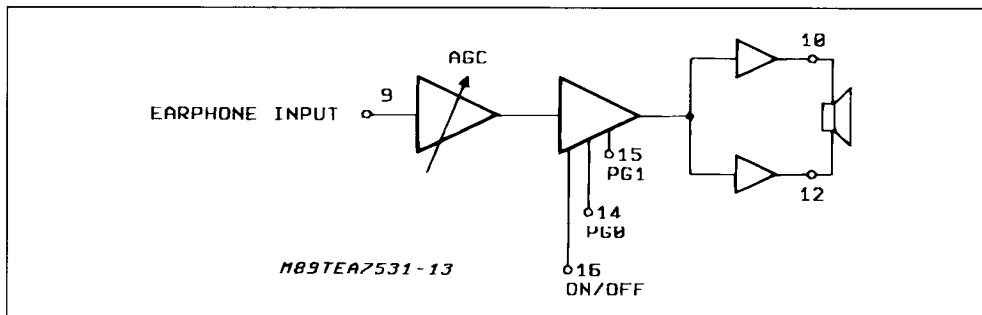 AGC
10
9
EARPHONE INPUT
15
PG1
12
14
PG0
M89TEA7531-13
16
ON/OFF